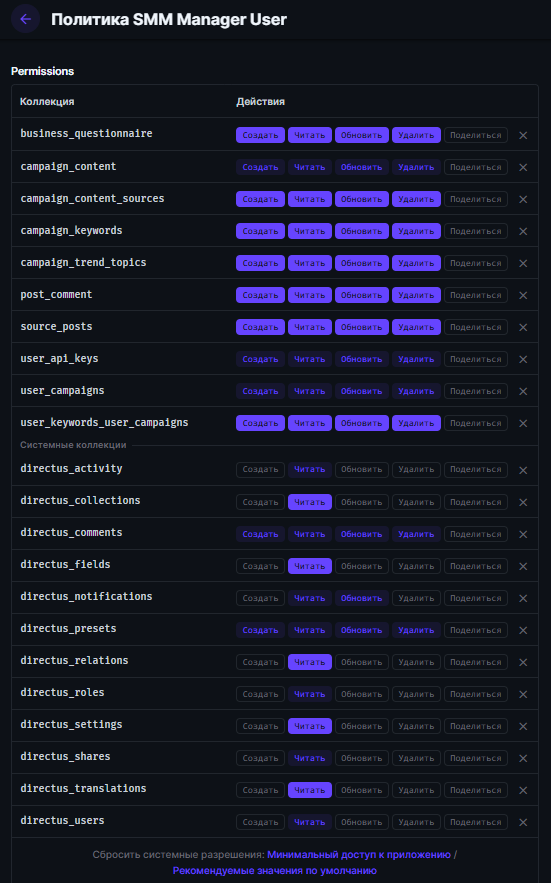 Политика SMM Manager User
Permissions
Коллекция Действия
business_questionnaire Создать Читать Обновить Удалить Поделиться
campaign_content Создать Читать Обновить Удалить Поделиться
campaign_content_sources Создать Читать Обновить Удалить Поделиться
campaign_keywords Создать Читать Обновить Удалить Поделиться
campaign_trend_topics Создать Читать Обновить Удалить Поделиться
post_comment Создать Читать Обновить Удалить Поделиться
source_posts Создать Читать Обновить Удалить Поделиться
user_api_keys Создать Читать Обновить Удалить Поделиться
user_campaigns Создать Читать Обновить Удалить Поделиться
user_keywords_user_campaigns Создать Читать Обновить Удалить Поделиться
Системные коллекции
directus_activity Создать Читать Обновить Удалить Поделиться
directus_collections Создать Читать Обновить Удалить Поделиться
directus_comments Создать Читать Обновить Удалить Поделиться
directus_fields Создать Читать Обновить Удалить Поделиться
directus_notifications Создать Читать Обновить Удалить Поделиться
directus_presets Создать Читать Обновить Удалить Поделиться
directus_relations Создать Читать Обновить Удалить Поделиться
directus_roles Создать Читать Обновить Удалить Поделиться
directus_settings Создать Читать Обновить Удалить Поделиться
directus_shares Создать Читать Обновить Удалить Поделиться
directus_translations Создать Читать Обновить Удалить Поделиться
directus_users Создать Читать Обновить Удалить Поделиться
Сбросить системные разрешения: Минимальный доступ к приложению /
Рекомендуемые значения по умолчанию